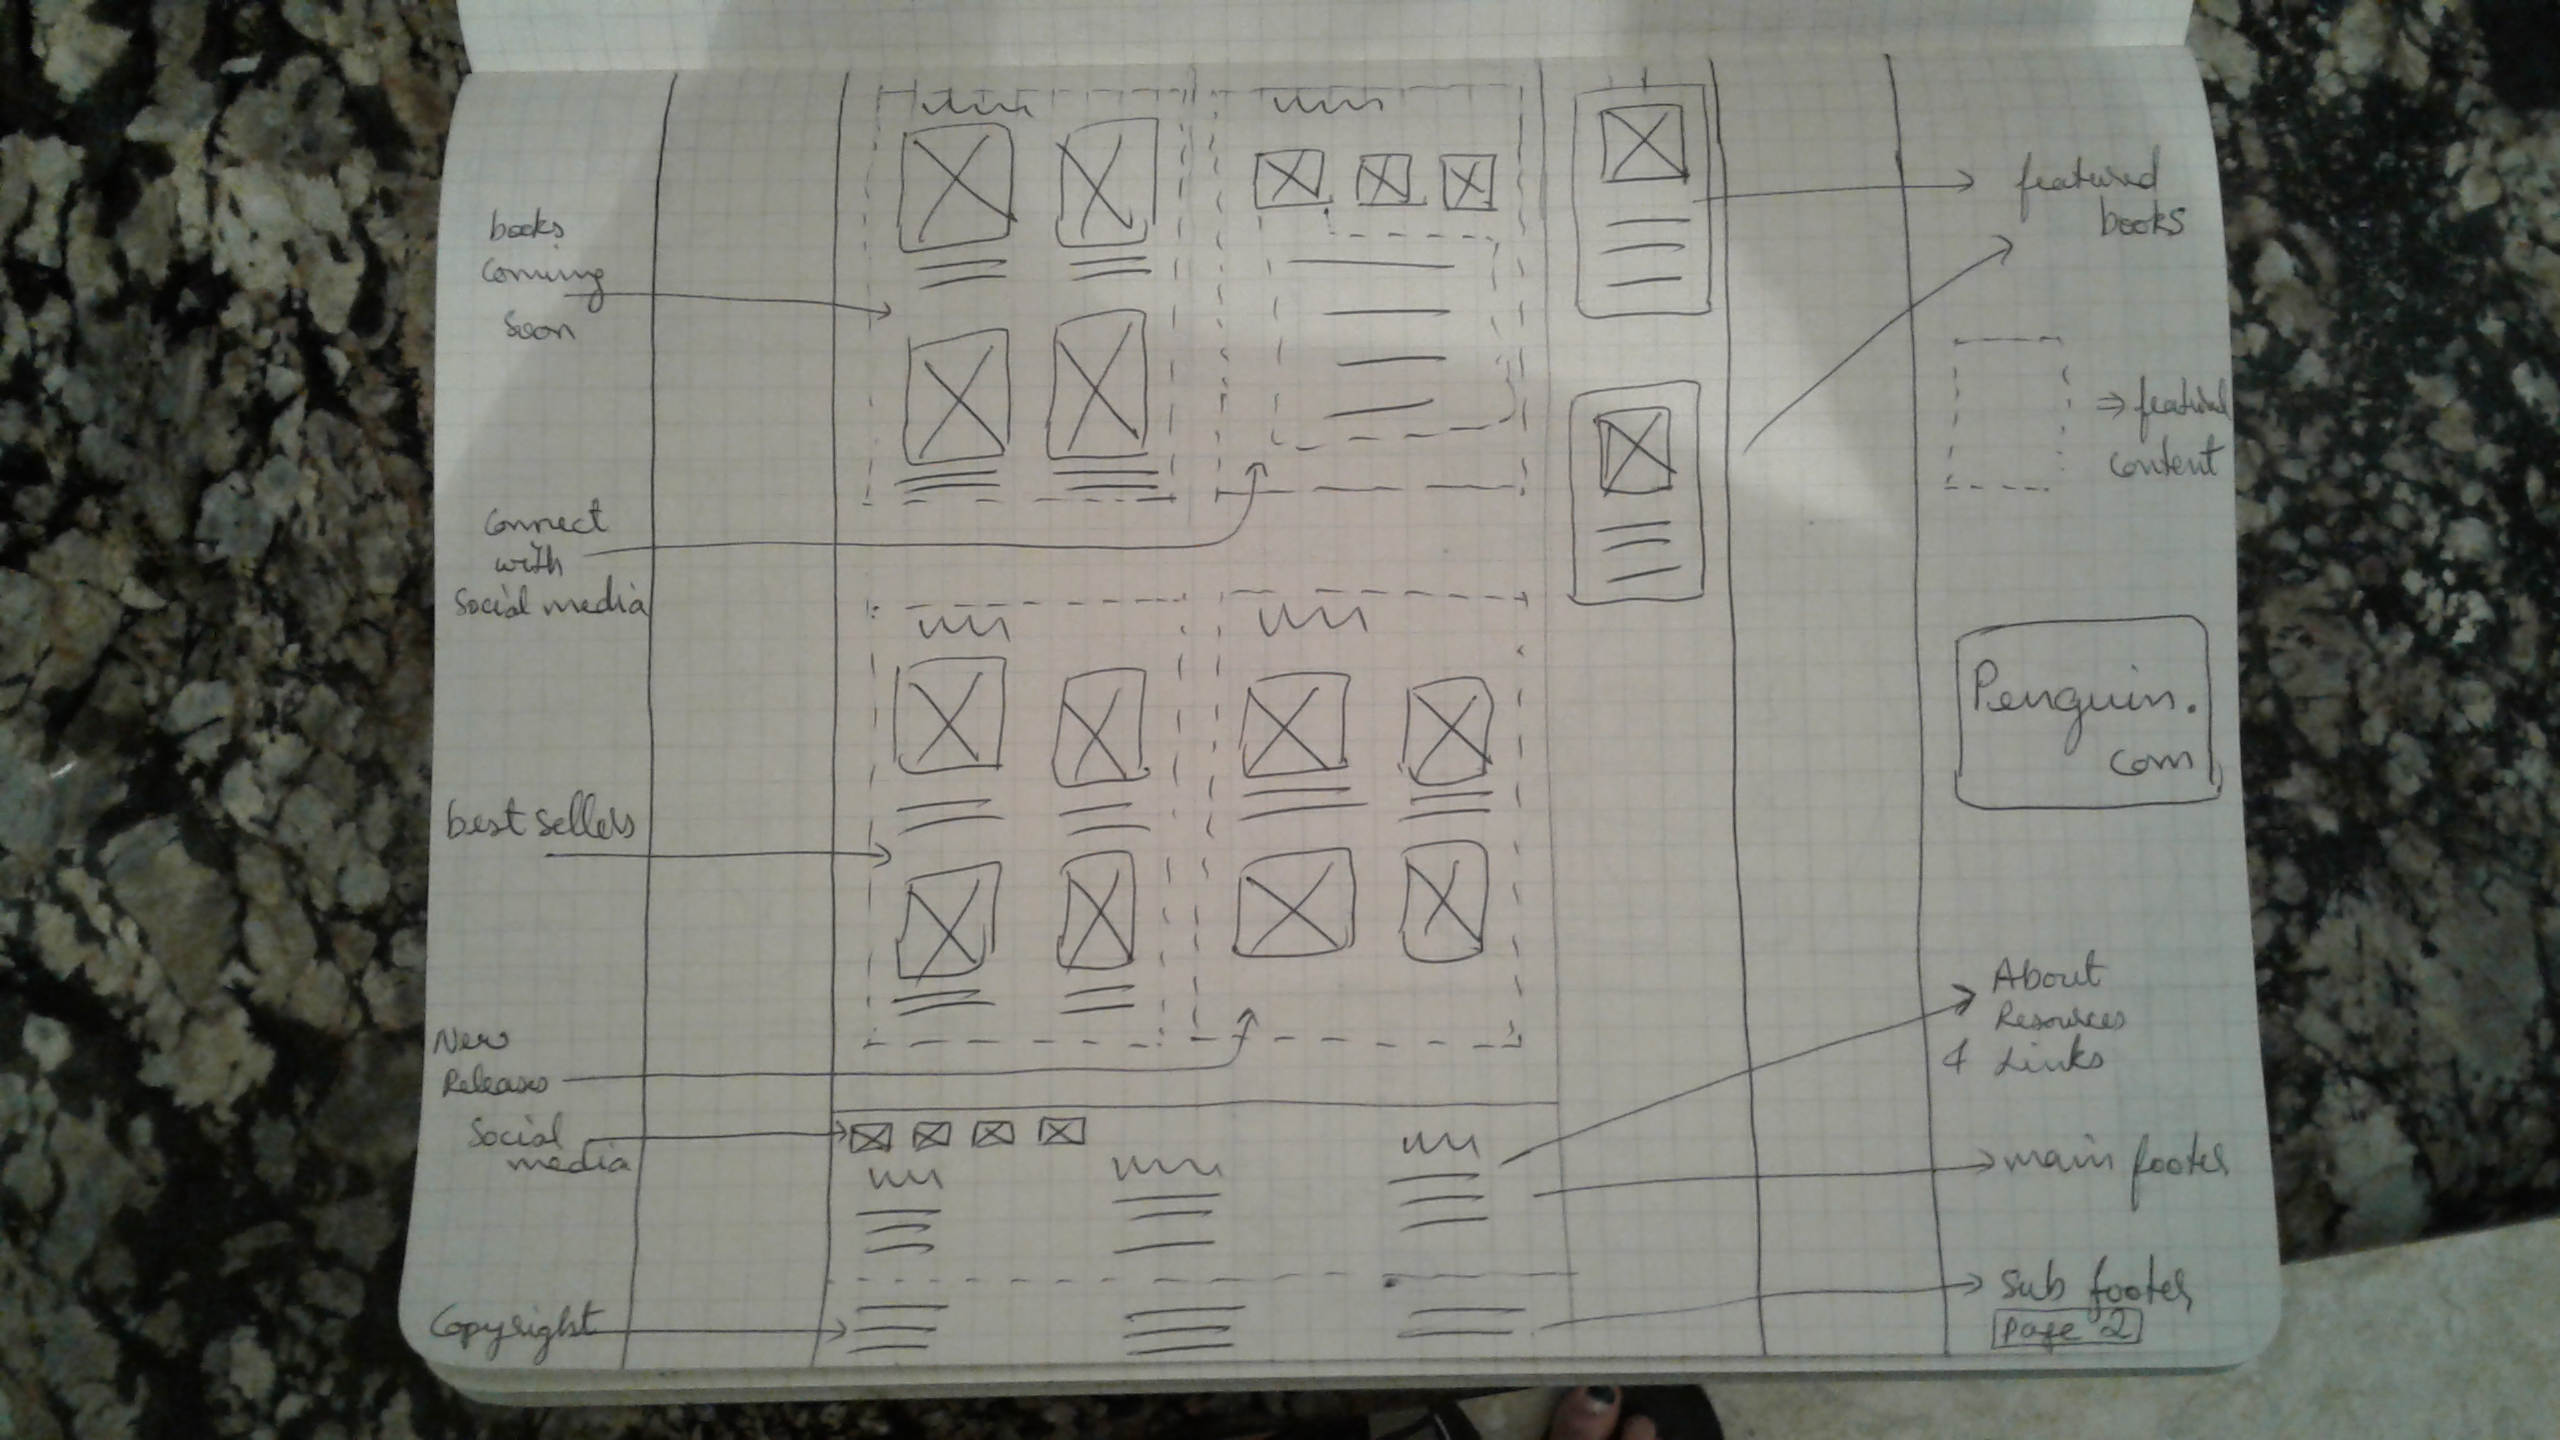 books
coming
soon
connect
with
social media
best sellers
New
Releases
Social
media
Copyright
featured
books
⇒ featured
content
Penguin.
com
About
Resources
& Links
main footer
Sub footer
Page 2